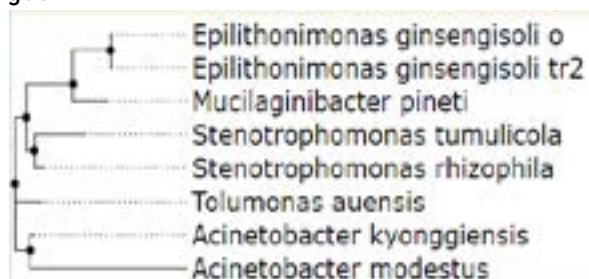 Epilithonimonas ginsengisoli o
Epilithonimonas ginsengisoli tr2
Mucilaginibacter pineti
Stenotrophomonas tumulicola
Stenotrophomonas rhizophila
Tolumonas auensis
Acinetobacter kyonggiensis
Acinetobacter modestus